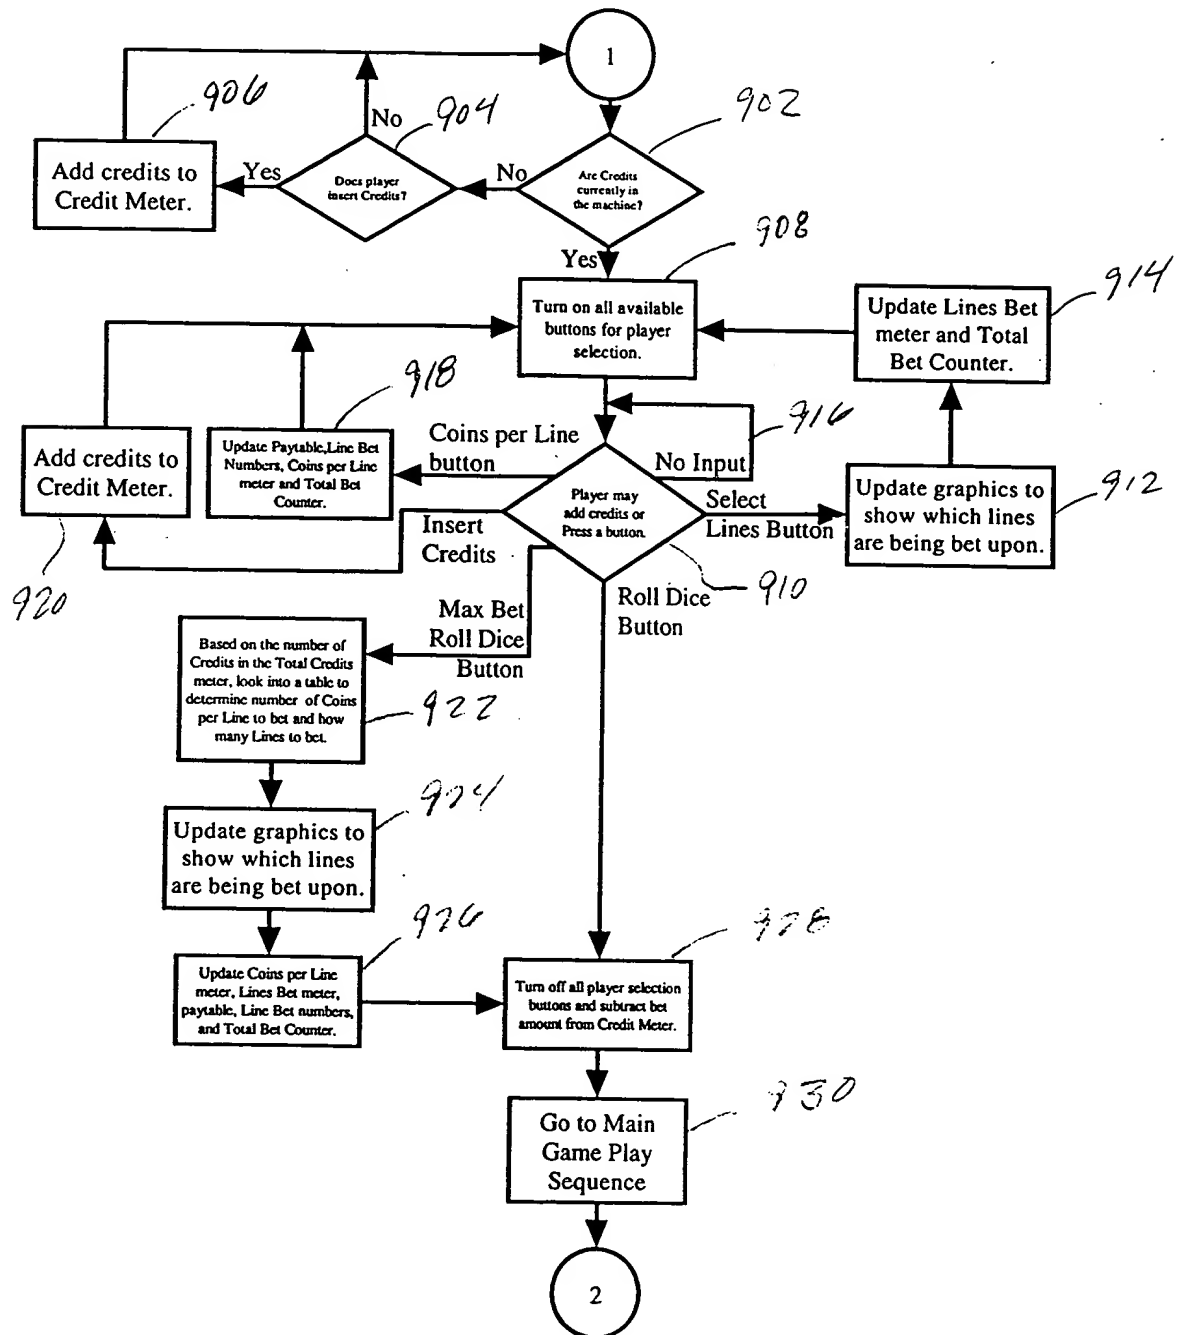 1
906
904
902
No
Add credits to
Credit Meter.
Yes
Does player
insert Credits?
No
Are Credits
currently in
the machine?
908
Yes
Turn on all available
buttons for player
selection.
914
Update Lines Bet
meter and Total
Bet Counter.
918
916
Add credits to
Credit Meter.
Update Paytable,Line Bet
Numbers, Coins per Line
meter and Total Bet
Counter.
Coins per Line
button
No Input
Player may
add credits or
Press a button.
Select
Lines Button
Update graphics to
show which lines
are being bet upon.
912
Insert
Credits
920
910
Max Bet
Roll Dice
Button
Roll Dice
Button
Based on the number of
Credits in the Total Credits
meter, look into a table to
determine number of Coins
per Line to bet and how
many Lines to bet.
922
924
Update graphics to
show which lines
are being bet upon.
926
928
Update Coins per Line
meter, Lines Bet meter,
paytable, Line Bet numbers,
and Total Bet Counter.
Turn off all player selection
buttons and subtract bet
amount from Credit Meter.
930
Go to Main
Game Play
Sequence
2